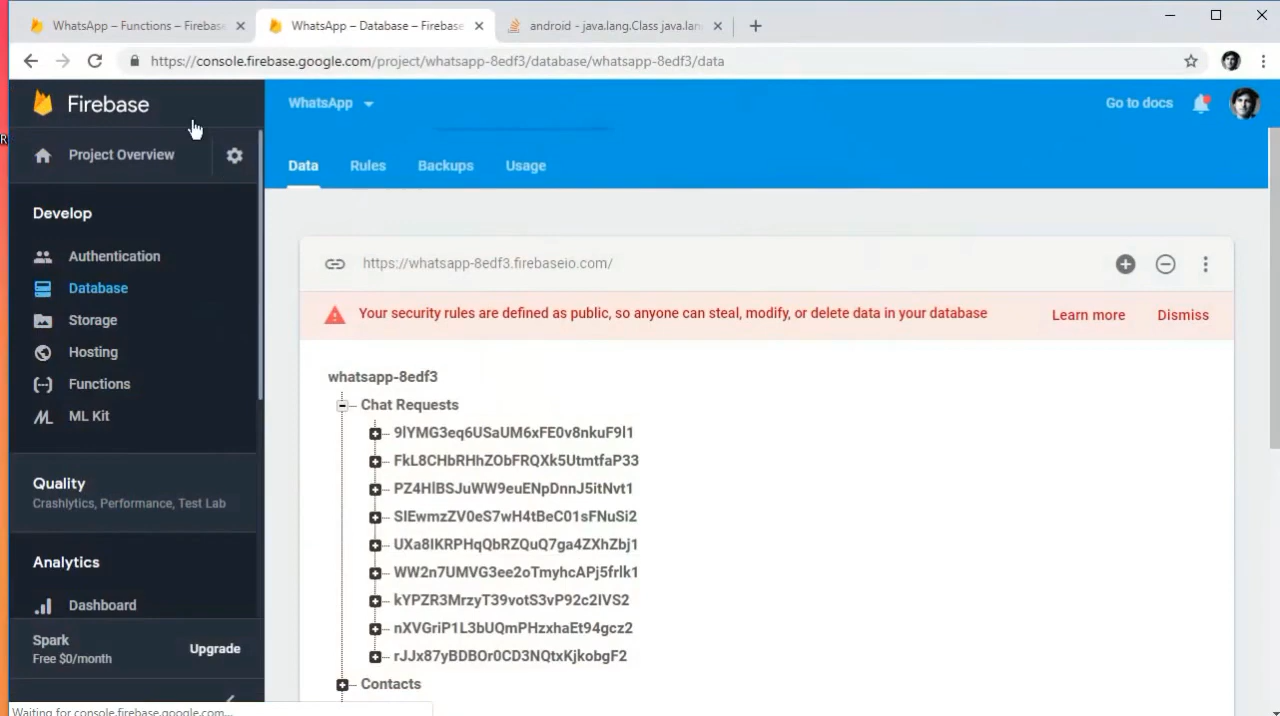 WhatsApp – Functions – Firebase
WhatsApp – Database – Firebase
android - java.lang.Class java.lan
https://console.firebase.google.com/project/whatsapp-8edf3/database/whatsapp-8edf3/data
Firebase
WhatsApp
Go to docs
R
Project Overview
Data Rules Backups Usage
Develop
Authentication
Database
Storage
Hosting
Functions
ML Kit
Quality
Crashlytics, Performance, Test Lab
Analytics
Dashboard
Spark
Free $0/month
Upgrade
https://whatsapp-8edf3.firebaseio.com/
Your security rules are defined as public, so anyone can steal, modify, or delete data in your database
Learn more
Dismiss
whatsapp-8edf3
Chat Requests
9lYMG3eq6USaUM6xFE0v8nkuF9l1
FkL8CHbRHhZObFRQXk5UtmtfaP33
PZ4HlBSJuWW9euENpDnnJ5itNvt1
SlEwmzZV0eS7wH4tBeC01sFNuSi2
UXa8IKRPHqQbRZQuQ7ga4ZXhZbj1
WW2n7UMVG3ee2oTmyhcAPj5frlk1
kYPZR3MrzyT39votS3vP92c2IVS2
nXVGriP1L3bUQmPHzxhaEt94gcz2
rJJx87yBDBOr0CD3NQtxKjkobgF2
Contacts
Waiting for console.firebase.google.com...